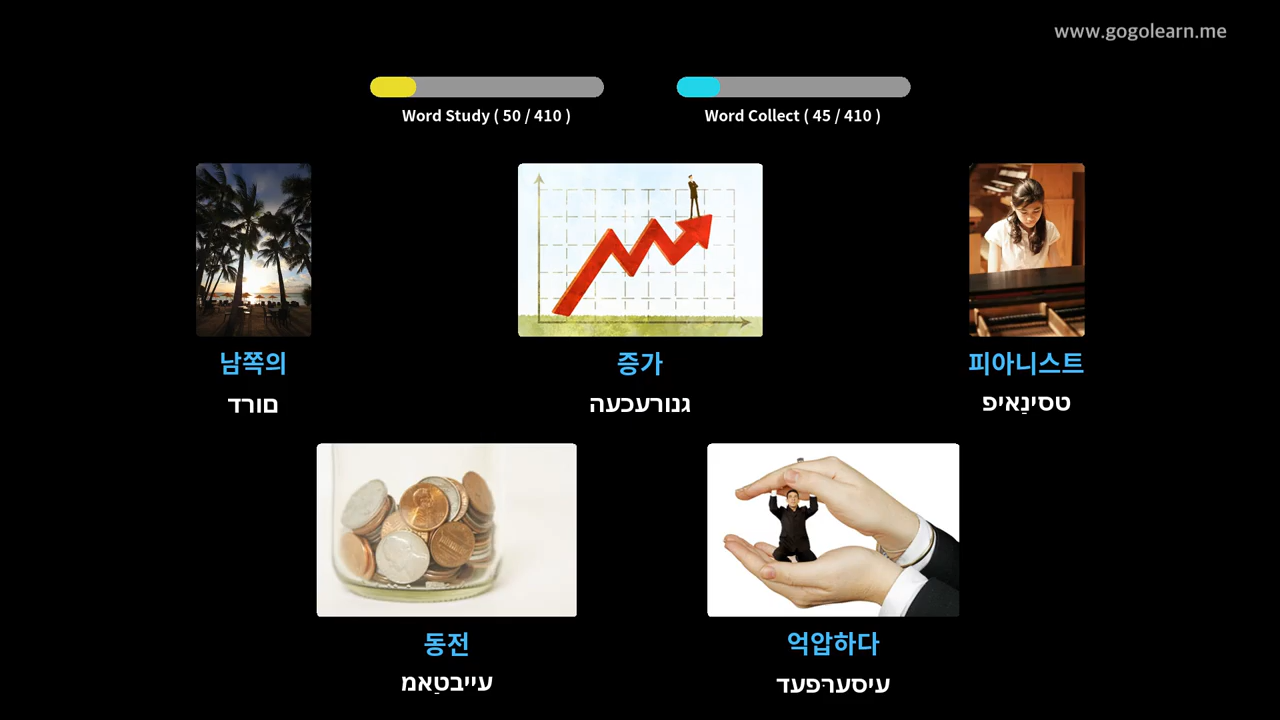 www.gogolearn.me
Word Study ( 50 / 410 )
Word Collect ( 45 / 410 )
남쪽의
םורד
증가
גנורעכעה
피아니스트
טסינַאיפ
동전
עייבטַאמ
억압하다
עיסערּפעד